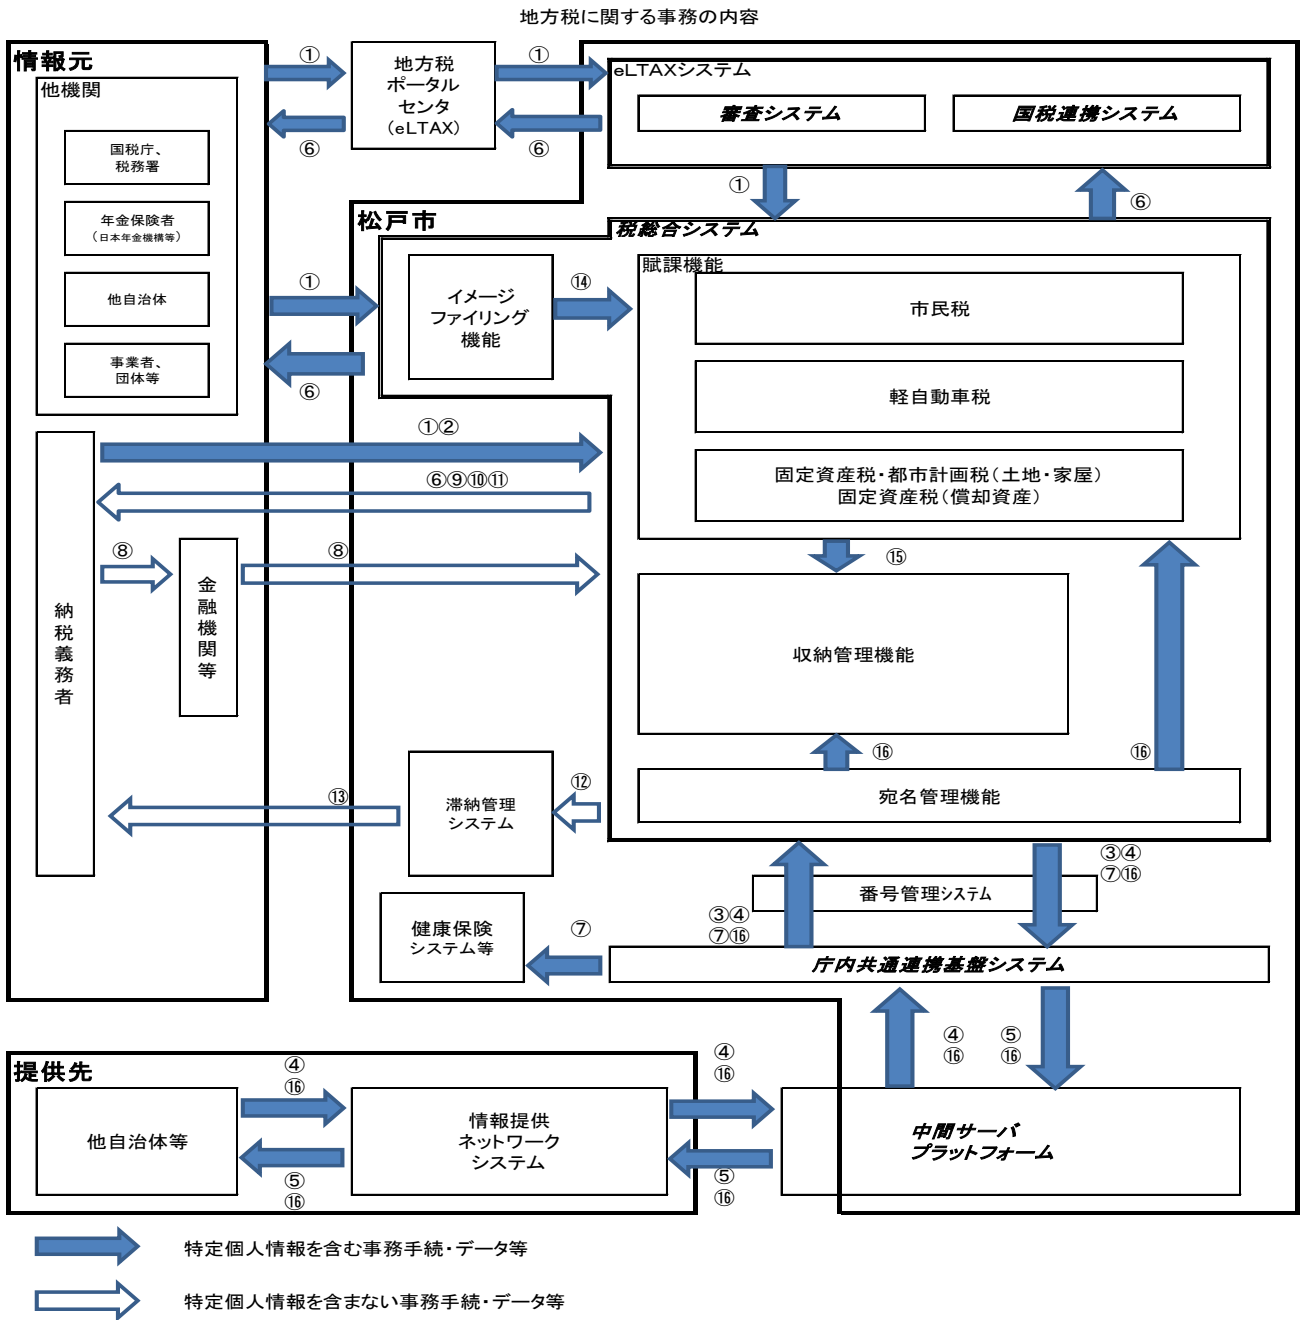 地方税に関する事務の内容
情報元
他機関
国税庁、
税務署
年金保険者
(日本年金機構等)
他自治体
事業者、
団体等
①
⑥
地方税
ポータル
センタ
(eLTAX)
①
⑥
eLTAXシステム
審査システム
国税連携システム
①
⑥
松戸市
税総合システム
①
⑥
イメージ
ファイリング
機能
⑭
賦課機能
市民税
軽自動車税
固定資産税・都市計画税(土地・家屋)
固定資産税(償却資産)
①②
⑥⑨⑩⑪
⑧
⑧
納税義務者
金融機関等
⑮
収納管理機能
⑯
⑯
宛名管理機能
⑬
滞納管理
システム
⑫
③④
⑦⑯
番号管理システム
③④
⑦⑯
健康保険
システム等
⑦
庁内共通連携基盤システム
④
⑯
⑤
⑯
提供先
他自治体等
④
⑯
⑤
⑯
情報提供
ネットワーク
システム
④
⑯
⑤
⑯
中間サーバ
プラットフォーム
特定個人情報を含む事務手続・データ等
特定個人情報を含まない事務手続・データ等